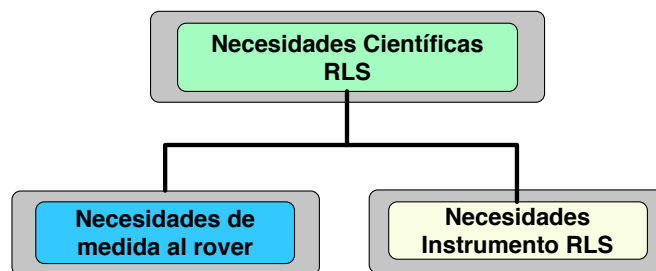 Necesidades Científicas
RLS
Necesidades de
medida al rover
Necesidades
Instrumento RLS